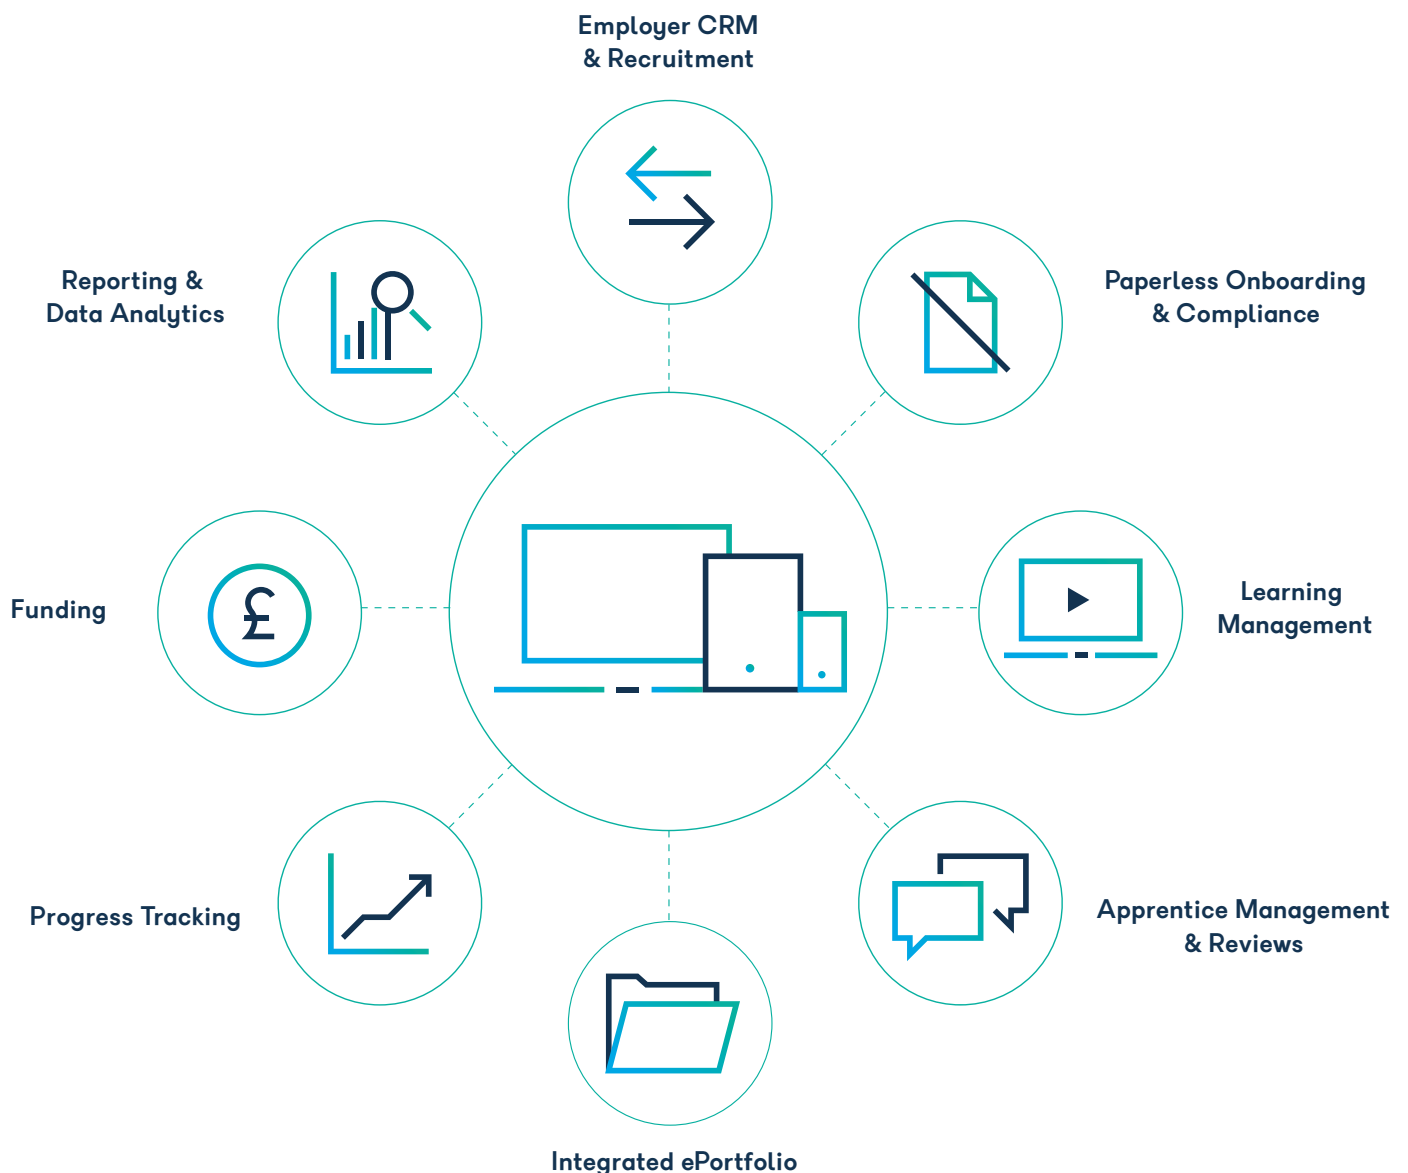 Employer CRM
& Recruitment
Reporting &
Data Analytics
Paperless Onboarding
& Compliance
Funding
£
Learning
Management
Progress Tracking
Apprentice Management
& Reviews
Integrated ePortfolio